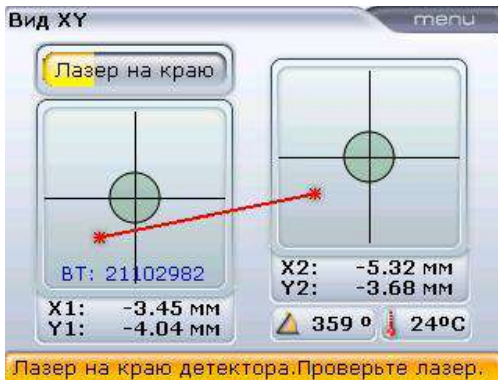 Вид XY
menu
Лазер на краю
BT: 21102982
X1: -3.45 мм
Y1: -4.04 мм
X2: -5.32 мм
Y2: -3.68 мм
359 º
24ºC
Лазер на краю детектора.Проверьте лазер.